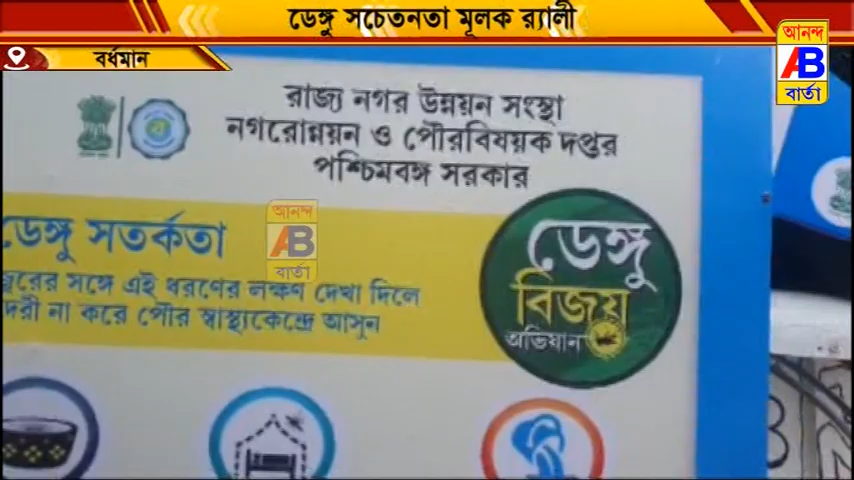 ডেঙ্গু সচেতনতা মূলক র‍্যালী
বর্ধমান
আনন্দ
AB
বার্তা
রাজ্য নগর উন্নয়ন সংস্থা
নগরোন্নয়ন ও পৌরবিষয়ক দপ্তর
পশ্চিমবঙ্গ সরকার
ডেঙ্গু সতর্কতা
জ্বরের সঙ্গে এই ধরণের লক্ষণ দেখা দিলে
দেরী না করে পৌর স্বাস্থ্যকেন্দ্রে আসুন
ডেঙ্গু
বিজয়
অভিযান
আনন্দ
AB
বার্তা